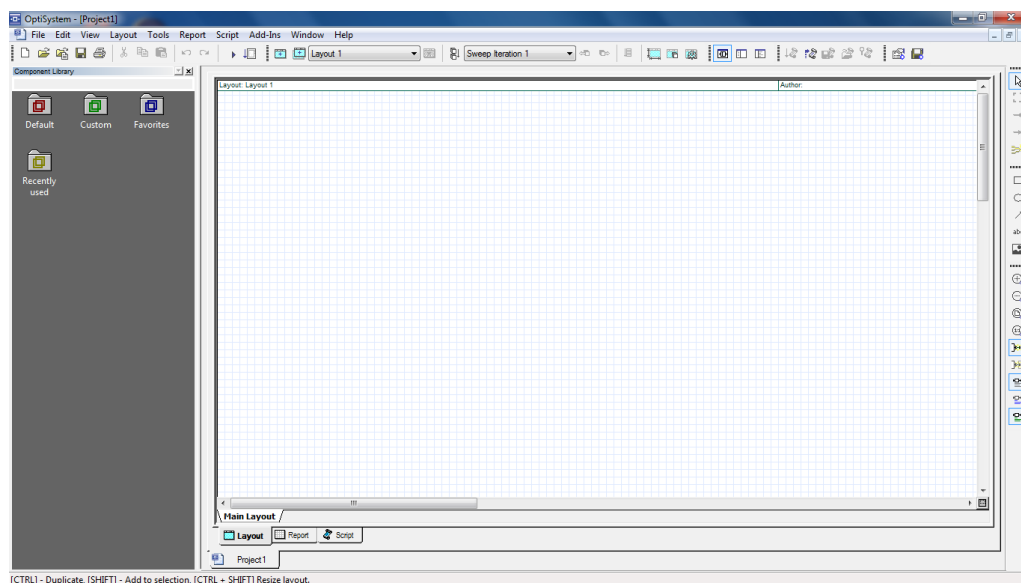 OptiSystem - [Project1]
File Edit View Layout Tools Report Script Add-Ins Window Help
Layout 1
Sweep Iteration 1
Component Library
Default Custom Favorites
Recently
used
Layout: Layout 1
Author:
ab
Main Layout
Layout Report Script
Project1
[CTRL] - Duplicate, [SHIFT] - Add to selection, [CTRL + SHIFT] Resize layout.